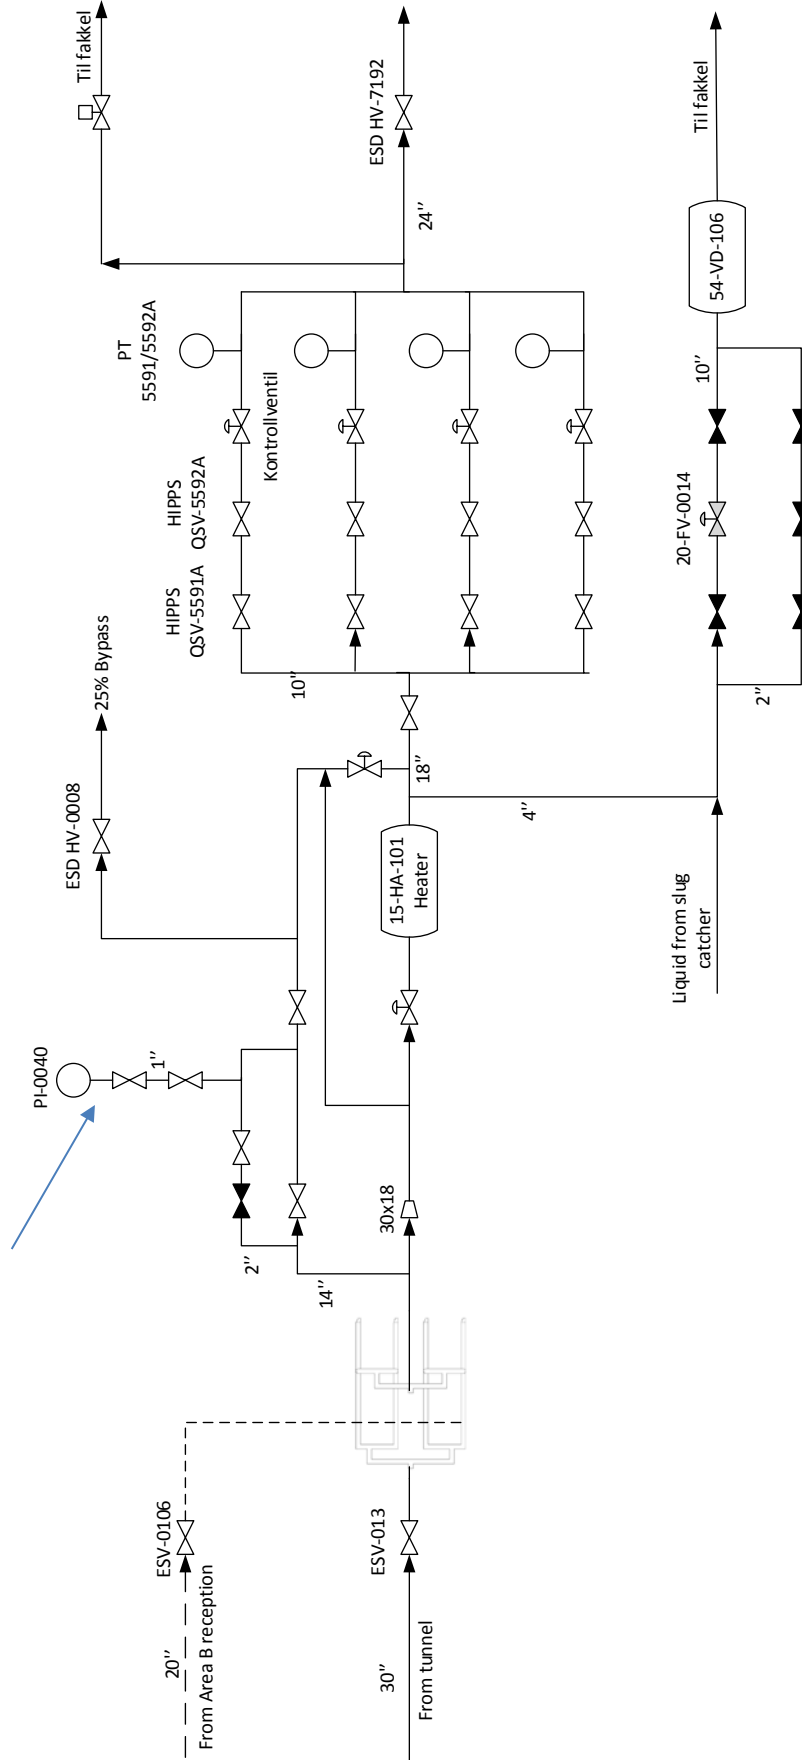 Til fakkel
ESD HV-7192
24''
Til fakkel
54-VD-106
PT
5591/5592A
10''
Kontrollventil
HIPPS
QSV-5592A
20-FV-0014
HIPPS
QSV-5591A
25% Bypass
10''
2''
18''
4''
ESD HV-0008
15-HA-101
Heater
Liquid from slug
catcher
PI-0040
1''
30x18
2''
14''
ESV-0106
ESV-013
20''
From Area B reception
30''
From tunnel